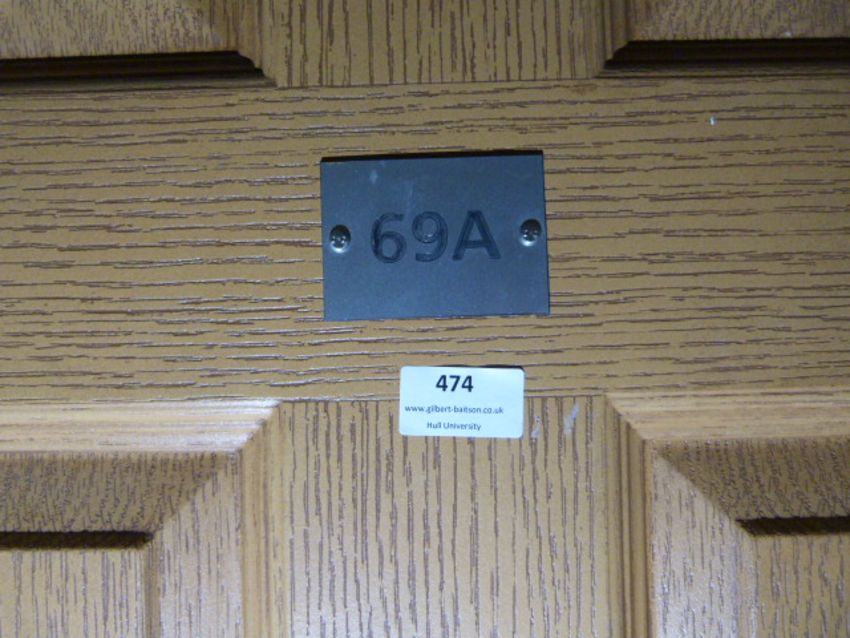 69A
474
www.gilbert-baitson.co.uk
Hull University